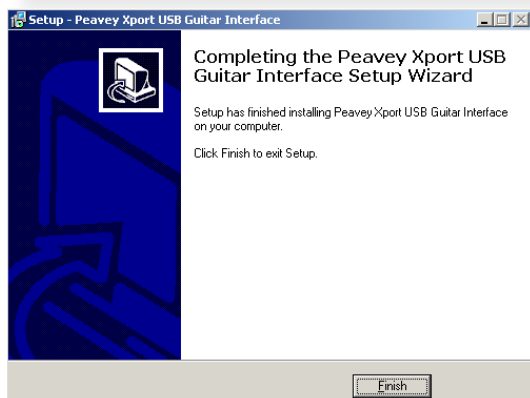 Setup - Peavey Xport USB Guitar Interface
Completing the Peavey Xport USB
Guitar Interface Setup Wizard
Setup has finished installing Peavey Xport USB Guitar Interface
on your computer.
Click Finish to exit Setup.
Finish